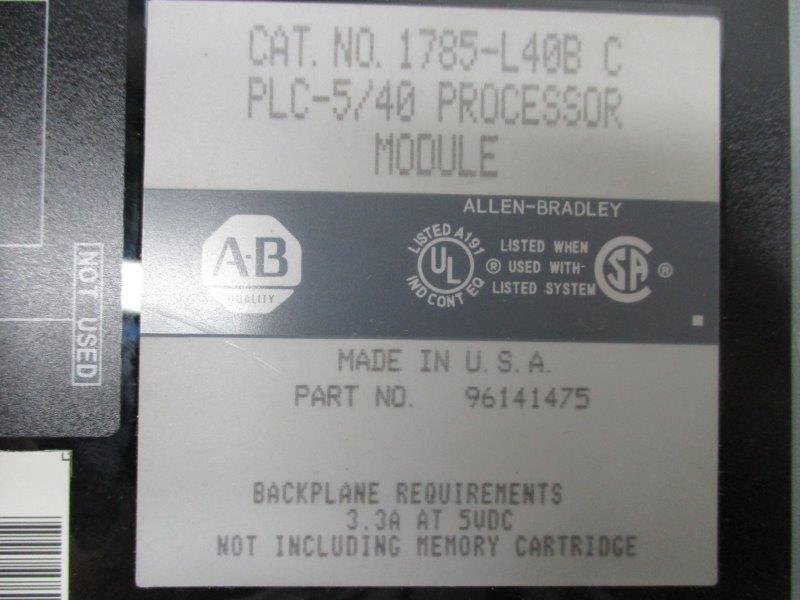 CAT. NO. 1785-L40B C
PLC-5/40 PROCESSOR
MODULE
ALLEN-BRADLEY
A-B
QUALITY
LISTED A191
UL
IND CONT EQ
®
LISTED WHEN
USED WITH
LISTED SYSTEM
SA ®
NOT USED
MADE IN U.S.A.
PART NO. 96141475
BACKPLANE REQUIREMENTS
3.3A AT 5VDC
NOT INCLUDING MEMORY CARTRIDGE